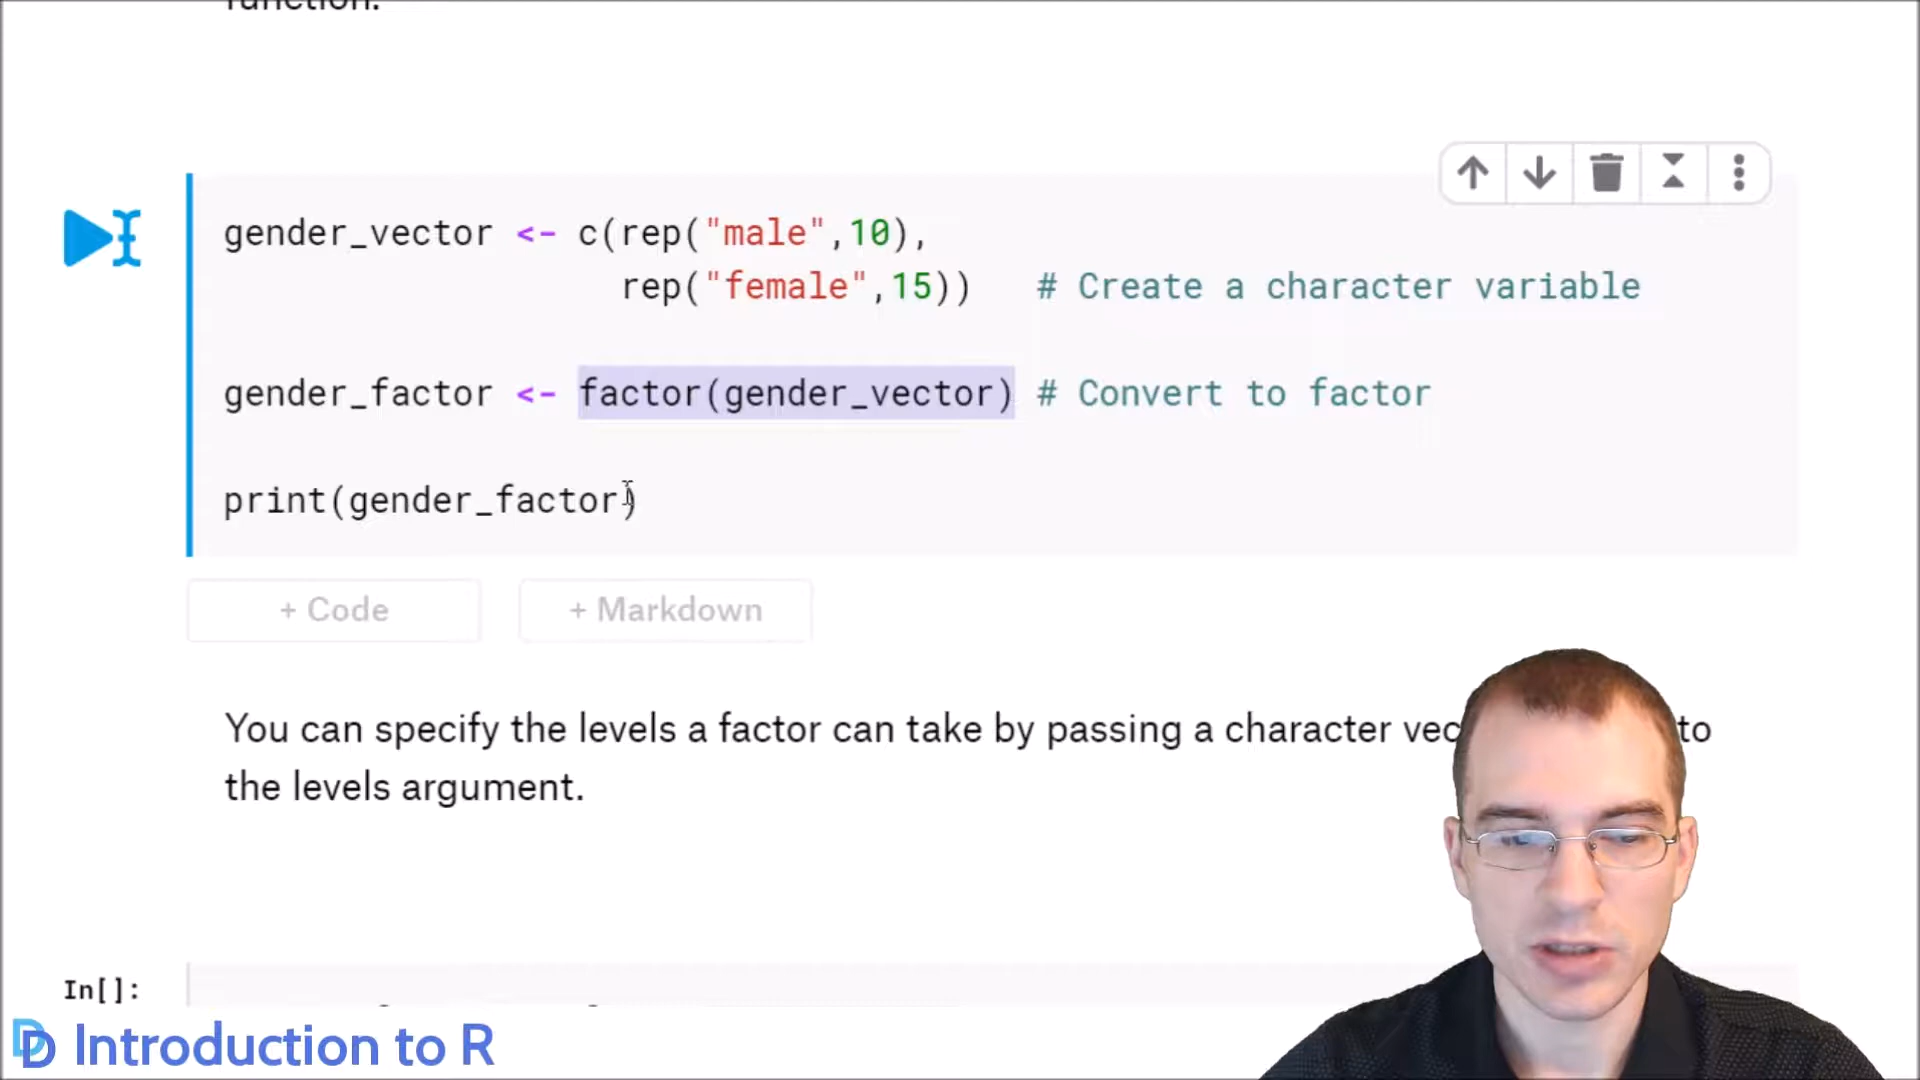 function.
gender_vector <- c(rep("male",10),
rep("female",15)) # Create a character variable
gender_factor <- factor(gender_vector) # Convert to factor
print(gender_factor)
+ Code
+ Markdown
You can specify the levels a factor can take by passing a character to
the levels argument.
In[]:
Introduction to R